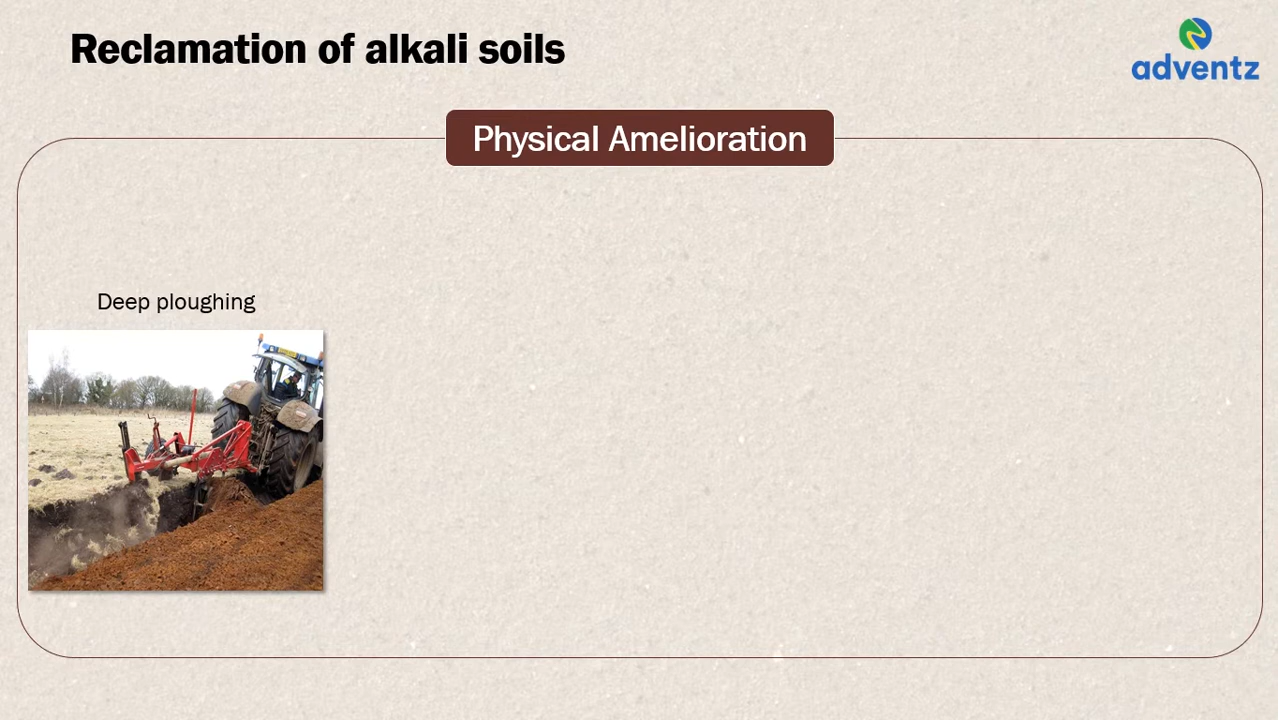 Reclamation of alkali soils
adventz
Physical Amelioration
Deep ploughing